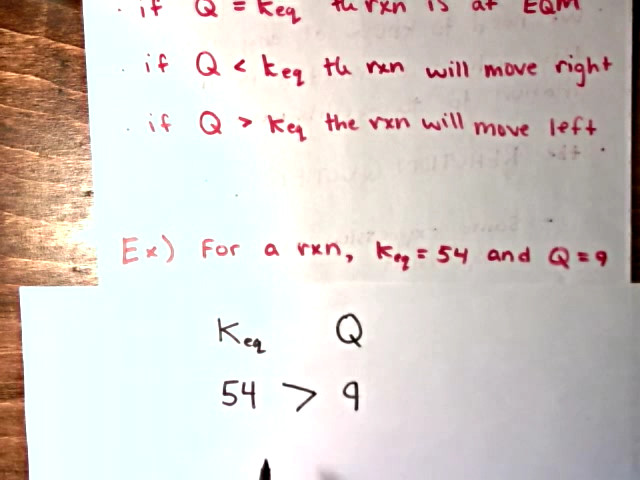 · if Q = Keq th rxn is at EQM
· if Q < keq th rxn will move right
· if Q > Keq the rxn will move left
Ex) For a rxn, Keq = 54 and Q = 9
Keq Q
54 > 9